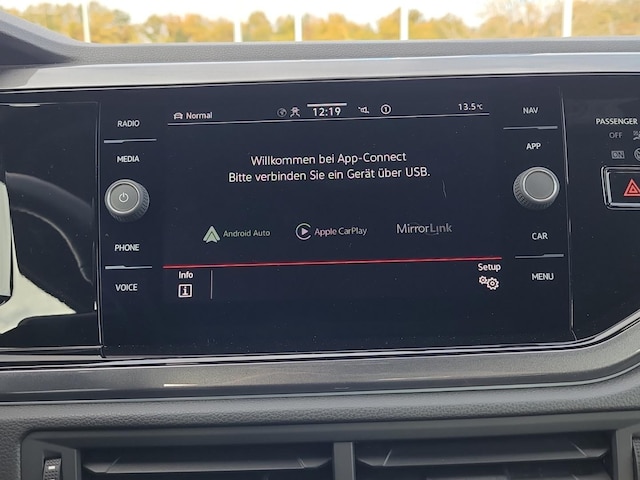 Normal
12:19
13.5°C
RADIO
MEDIA
PHONE
VOICE
Willkommen bei App-Connect
Bitte verbinden Sie ein Gerät über USB.
Android Auto
Apple CarPlay
MirrorLink
Info
Setup
NAV
APP
CAR
MENU
PASSENGER
OFF